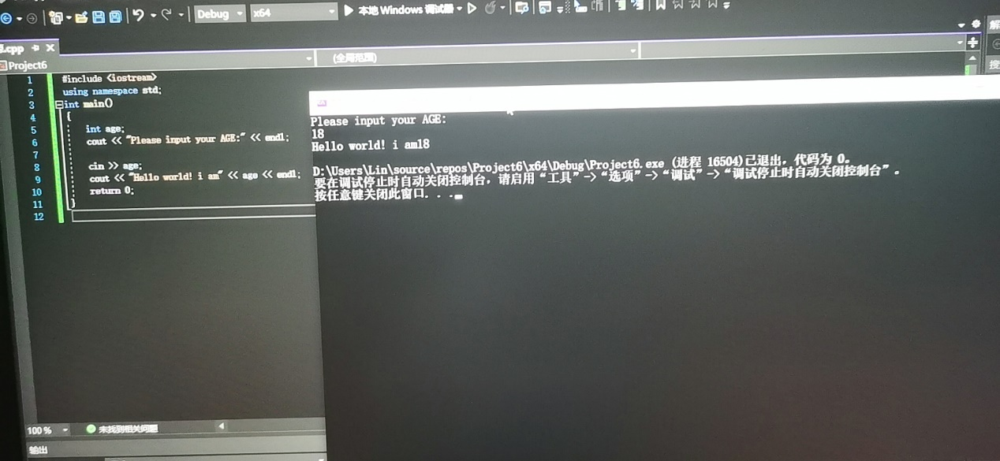 Debug
x64
本地 Windows 调试器
.cpp
Project6
(全局范围)
1 #include <iostream>
2 using namespace std;
3 int main()
4 {
5 int age;
6 cout << "Please input your AGE:" << endl;
7
8 cin >> age;
9 cout << "Hello world! i am" << age << endl;
10 return 0;
11 }
12
Please input your AGE:
18
Hello world! i am18
D:\Users\Lin\source\repos\Project6\x64\Debug\Project6.exe (进程 16504)已退出，代码为 0。
要在调试停止时自动关闭控制台，请启用“工具”->“选项”->“调试”->“调试停止时自动关闭控制台”。
按任意键关闭此窗口. . .
100 %
未找到相关问题
输出